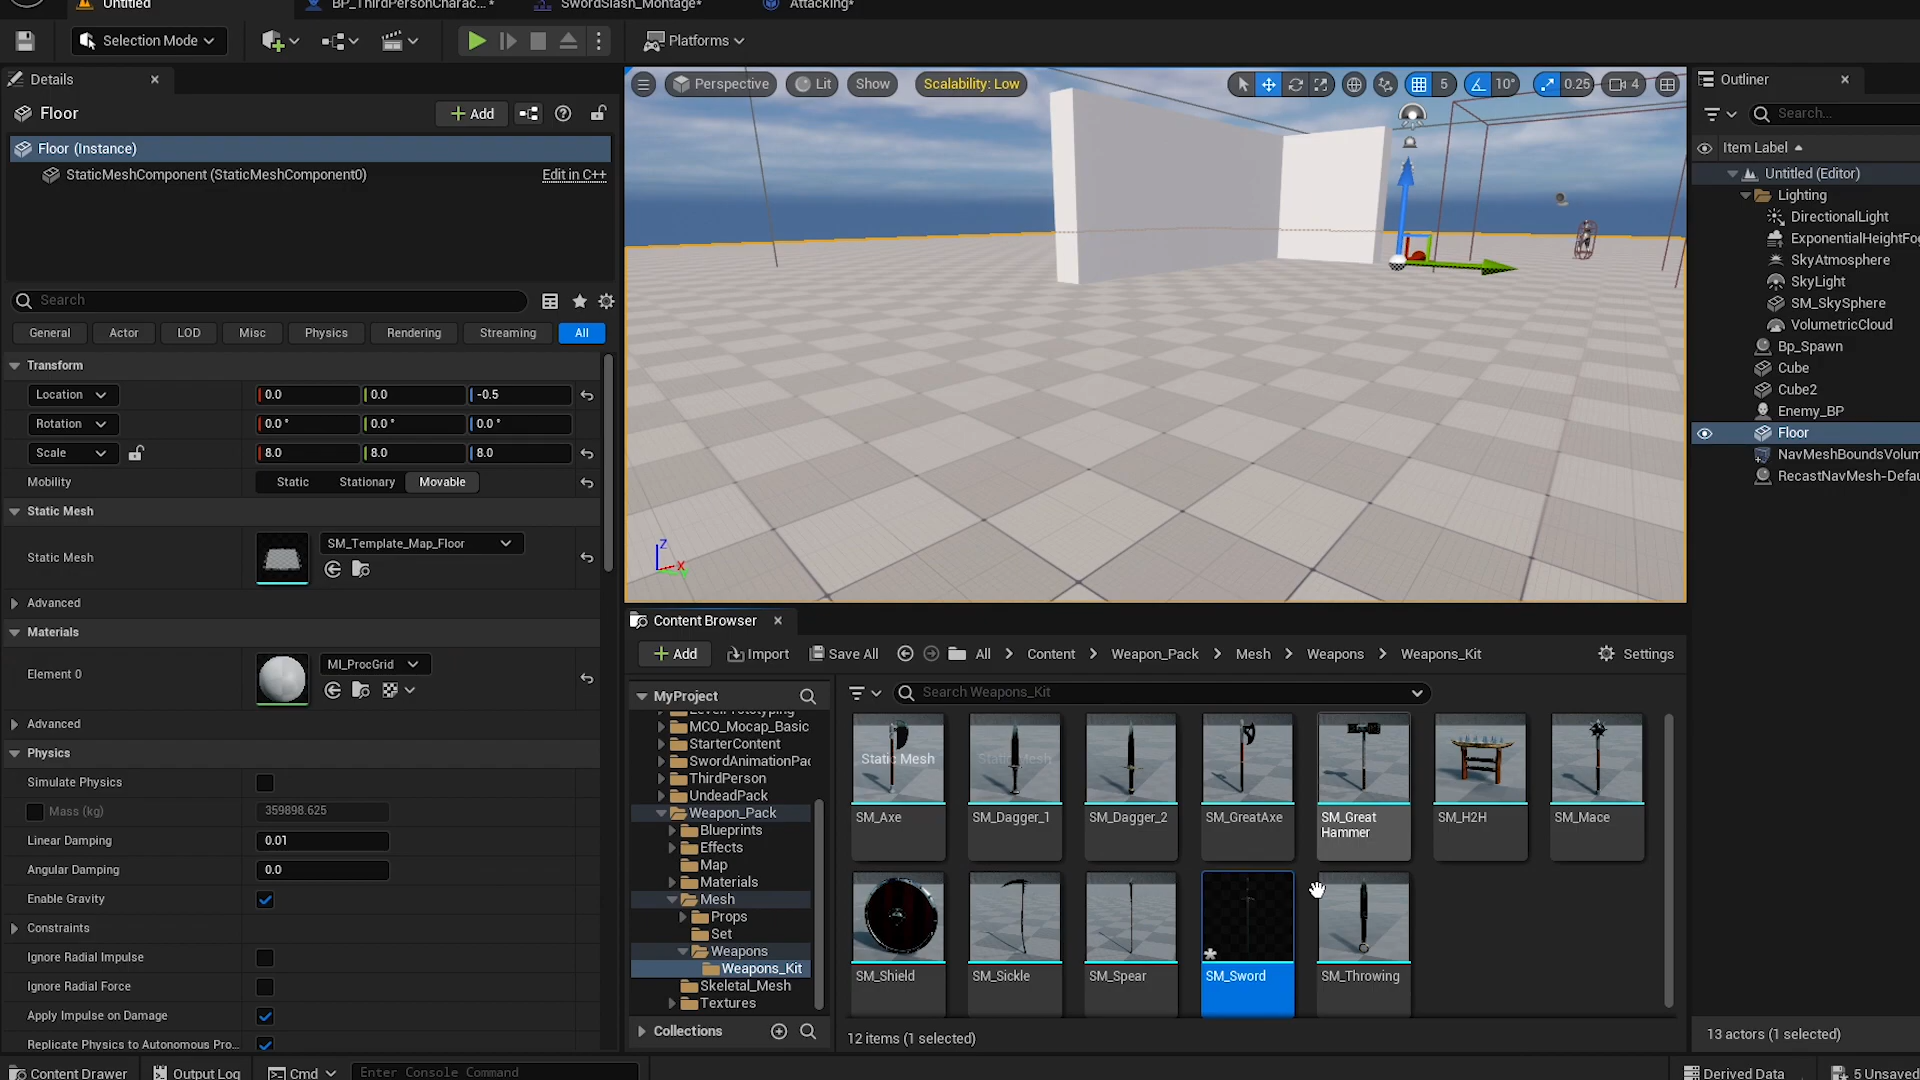 Untitled
BP_ThirdPersonCharac...*
SwordSlash_Montage*
Attacking*
Selection Mode
Platforms
Details
Floor
Add
Floor (Instance)
StaticMeshComponent (StaticMeshComponent0)
Edit in C++
Search
General
Actor
LOD
Misc
Physics
Rendering
Streaming
All
Transform
Location
0.0
0.0
-0.5
Rotation
0.0 °
0.0 °
0.0 °
Scale
8.0
8.0
8.0
Mobility
Static
Stationary
Movable
Static Mesh
Static Mesh
SM_Template_Map_Floor
Advanced
Materials
Element 0
MI_ProcGrid
Advanced
Physics
Simulate Physics
Mass (kg)
359898.625
Linear Damping
0.01
Angular Damping
0.0
Enable Gravity
Constraints
Ignore Radial Impulse
Ignore Radial Force
Apply Impulse on Damage
Replicate Physics to Autonomous Pro...
Perspective
Lit
Show
Scalability: Low
5
10°
0.25
4
Z
X
Content Browser
Add
Import
Save All
All
Content
Weapon_Pack
Mesh
Weapons
Weapons_Kit
Settings
MyProject
LevelPrototyping
MCO_Mocap_Basic
StarterContent
SwordAnimationPac
ThirdPerson
UndeadPack
Weapon_Pack
Blueprints
Effects
Map
Materials
Mesh
Props
Set
Weapons
Weapons_Kit
Skeletal_Mesh
Textures
Collections
Search Weapons_Kit
Static Mesh
Static Mesh
SM_Axe
SM_Dagger_1
SM_Dagger_2
SM_GreatAxe
SM_Great
Hammer
SM_H2H
SM_Mace
SM_Shield
SM_Sickle
SM_Spear
SM_Sword
SM_Throwing
12 items (1 selected)
Outliner
Search...
Item Label
Untitled (Editor)
Lighting
DirectionalLight
ExponentialHeightFo
SkyAtmosphere
SkyLight
SM_SkySphere
VolumetricCloud
Bp_Spawn
Cube
Cube2
Enemy_BP
Floor
NavMeshBoundsVolum
RecastNavMesh-Defau
13 actors (1 selected)
Content Drawer
Output Log
Cmd
Enter Console Command
Derived Data
5 Unsaved